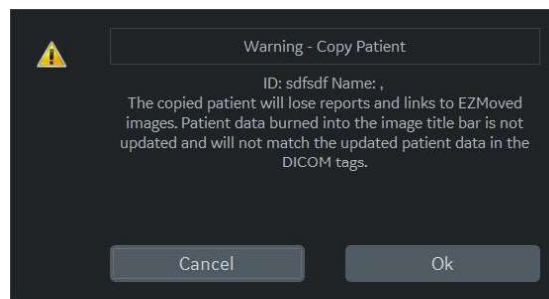 Warning - Copy Patient
ID: sdfsdf Name: ,
The copied patient will lose reports and links to EZMoved
images. Patient data burned into the image title bar is not
updated and will not match the updated patient data in the
DICOM tags.
Cancel
Ok